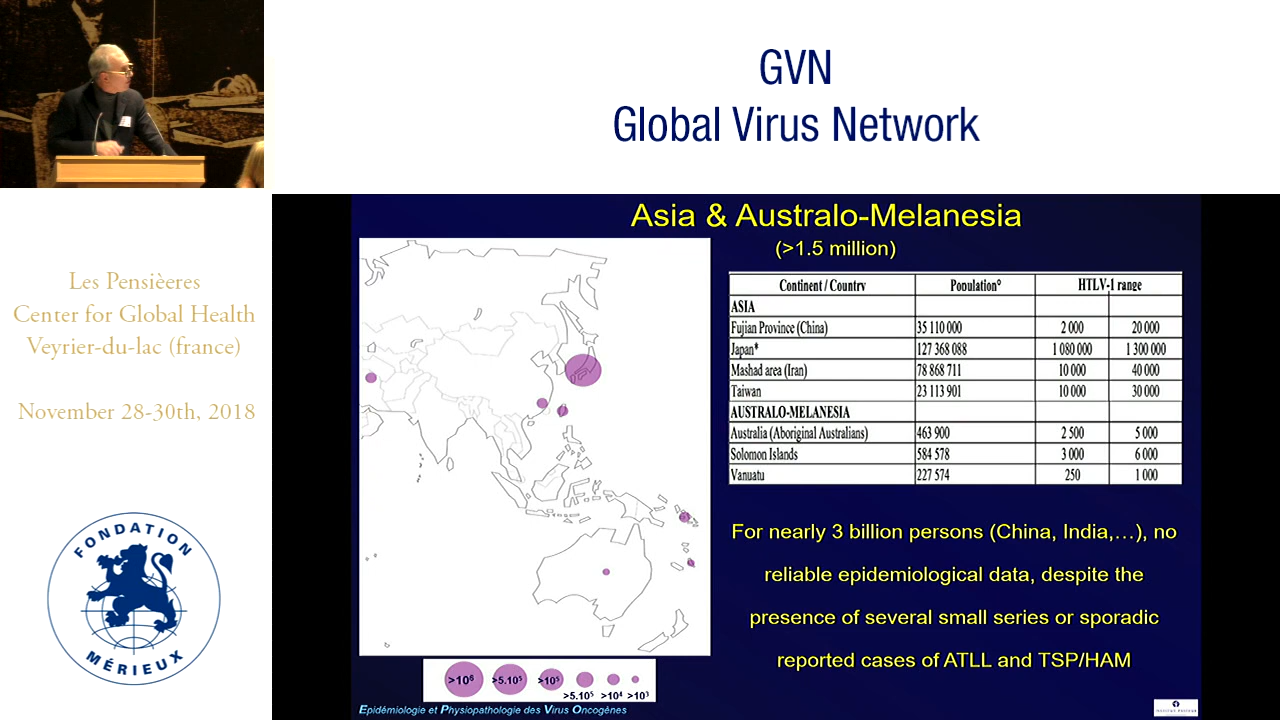 GVN
Global Virus Network
Les Pensièeres
Center for Global Health
Veyrier-du-lac (france)
November 28-30th, 2018
FONDATION
MÉRIEUX
Asia & Australo-Melanesia
(>1.5 million)
Continent / Country Population° HTLV-1 range
ASIA
Fujian Province (China) 35 110 000 2 000 20 000
Japan* 127 368 088 1 080 000 1 300 000
Mashad area (Iran) 78 868 711 10 000 40 000
Taiwan 23 113 901 10 000 30 000
AUSTRALO-MELANESIA
Australia (Aboriginal Australians) 463 900 2 500 5 000
Solomon Islands 584 578 3 000 6 000
Vanuatu 227 574 250 1 000
For nearly 3 billion persons (China, India,...), no
reliable epidemiological data, despite the
presence of several small series or sporadic
reported cases of ATLL and TSP/HAM
>10⁶ >5.10⁵ >10⁵ >5.10⁵ >10⁴ >10³
Epidémiologie et Physiopathologie des Virus Oncogènes
INSTITUT PASTEUR